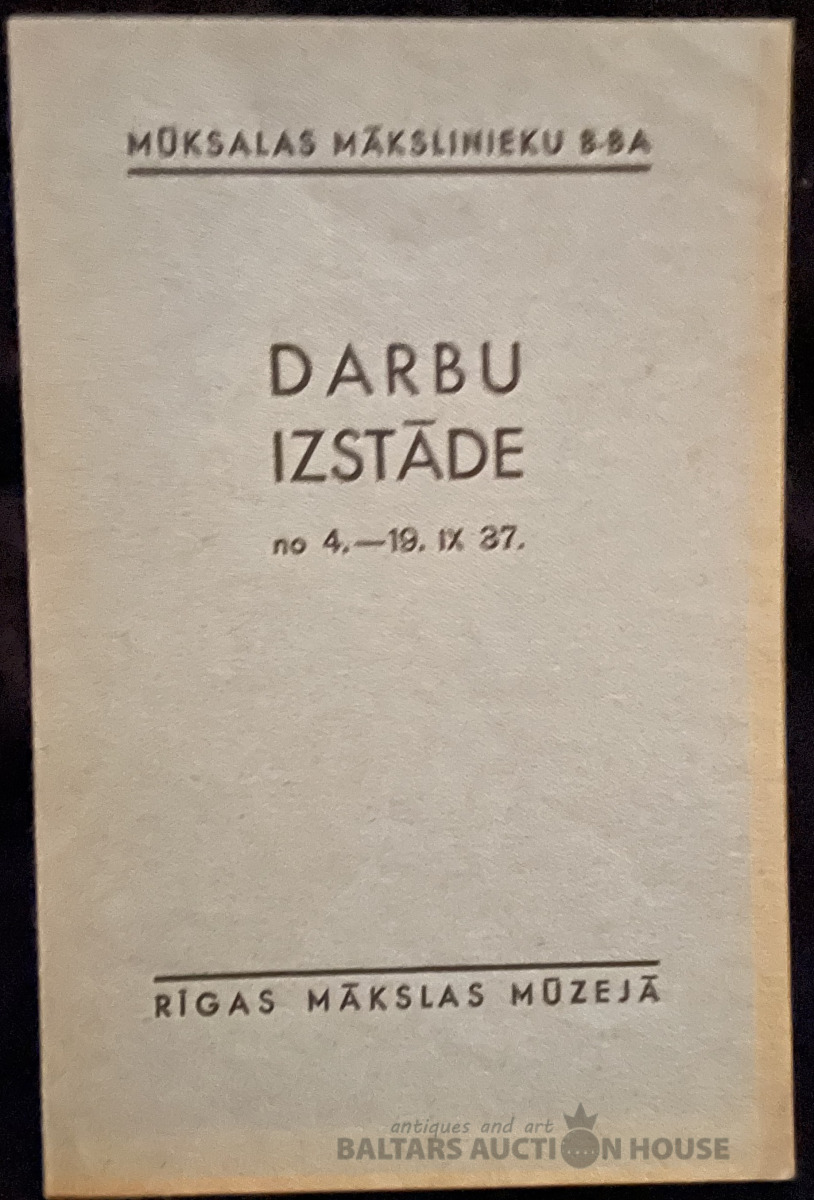 MŪKSALAS MĀKSLINIEKU B-BA
DARBU
IZSTĀDE
no 4.—19. IX 37.
RĪGAS MĀKSLAS MŪZEJĀ
antiques and art
BALTARS AUCTION HOUSE